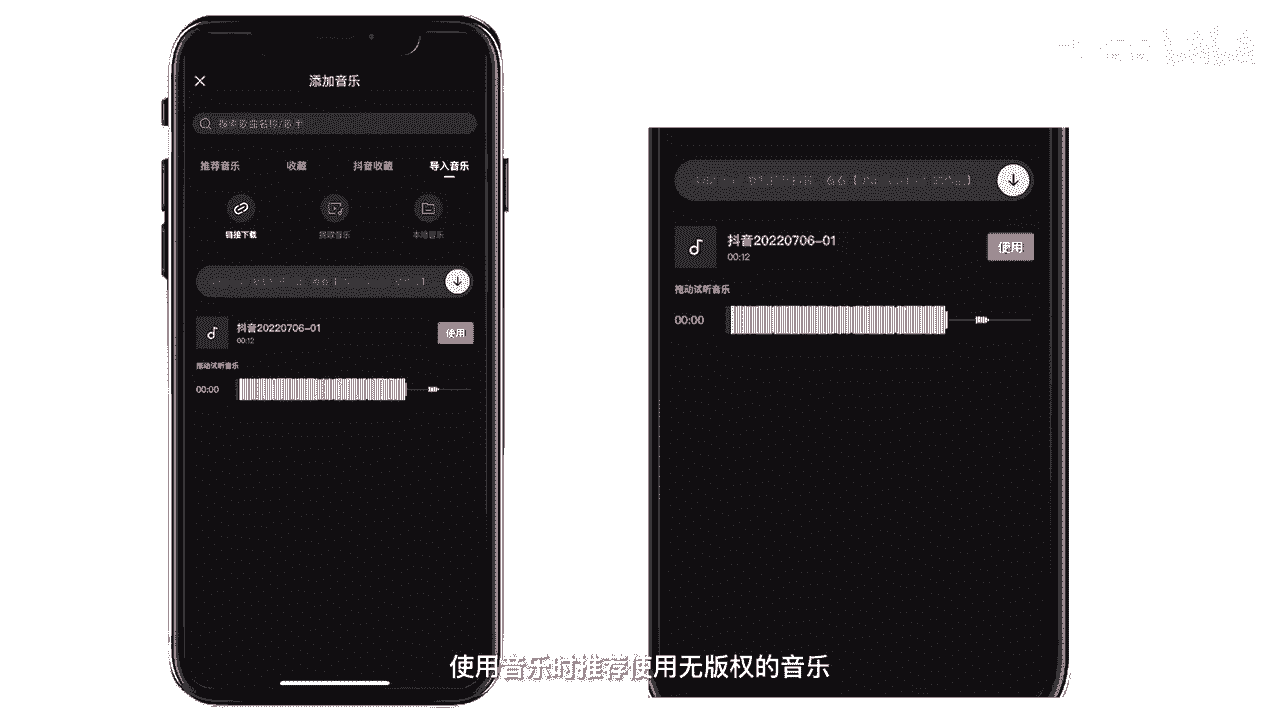 添加音乐
搜索歌曲名称/歌手
推荐音乐 收藏 抖音收藏 导入音乐
链接下载 提取音乐 本地音乐
抖音20220706-01
00:12
使用
拖动试听音乐
00:00
抖音20220706-01
00:12
使用
拖动试听音乐
00:00
使用音乐时推荐使用无版权的音乐